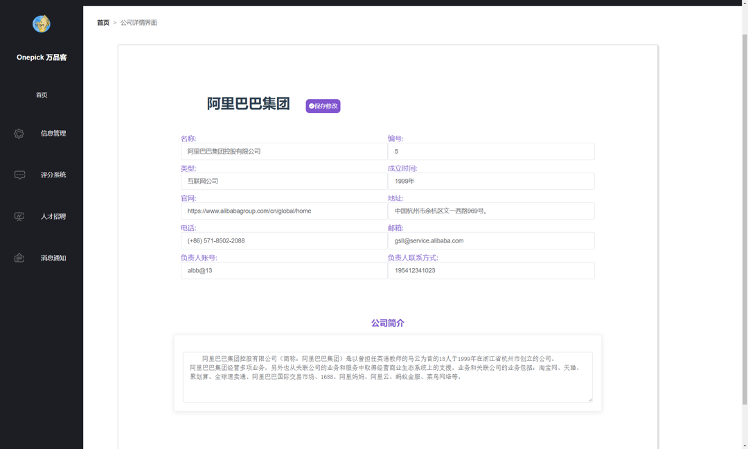 首页 > 公司详情界面
Onepick 万品客
首页
信息管理
评分系统
人才招聘
消息通知
阿里巴巴集团 保存修改
名称: 编号:
阿里巴巴集团控股有限公司 5
类型: 成立时间:
互联网公司 1999年
官网: 地址:
https://www.alibabagroup.com/cn/global/home 中国杭州市余杭区文一西路969号。
电话: 邮箱:
(+86) 571-8502-2088 gsll@service.alibaba.com
负责人账号: 负责人联系方式:
albb@13 195412341023
公司简介
阿里巴巴集团控股有限公司（简称：阿里巴巴集团）是以曾担任英语教师的马云为首的18人于1999年在浙江省杭州市创立的公司。
阿里巴巴集团经营多项业务，另外也从关联公司的业务和服务中取得经营商业生态系统上的支援。业务和关联公司的业务包括：淘宝网、天猫、
聚划算、全球速卖通、阿里巴巴国际交易市场、1688、阿里妈妈、阿里云、蚂蚁金服、菜鸟网络等。